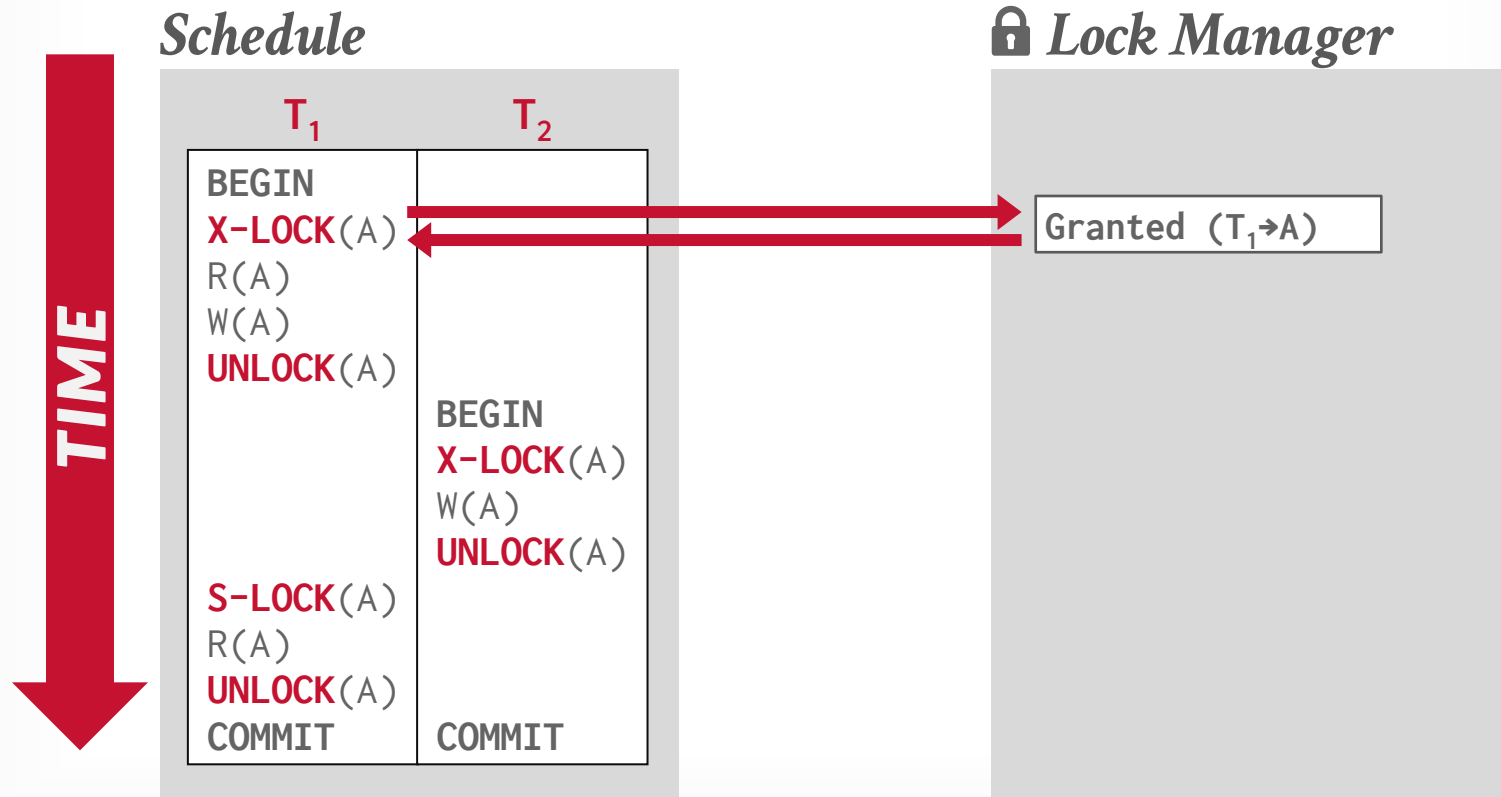 Schedule
Lock Manager
TIME
T₁ T₂
BEGIN
X-LOCK(A)
R(A)
W(A)
UNLOCK(A)
BEGIN
X-LOCK(A)
W(A)
UNLOCK(A)
S-LOCK(A)
R(A)
UNLOCK(A)
COMMIT COMMIT
Granted (T₁→A)